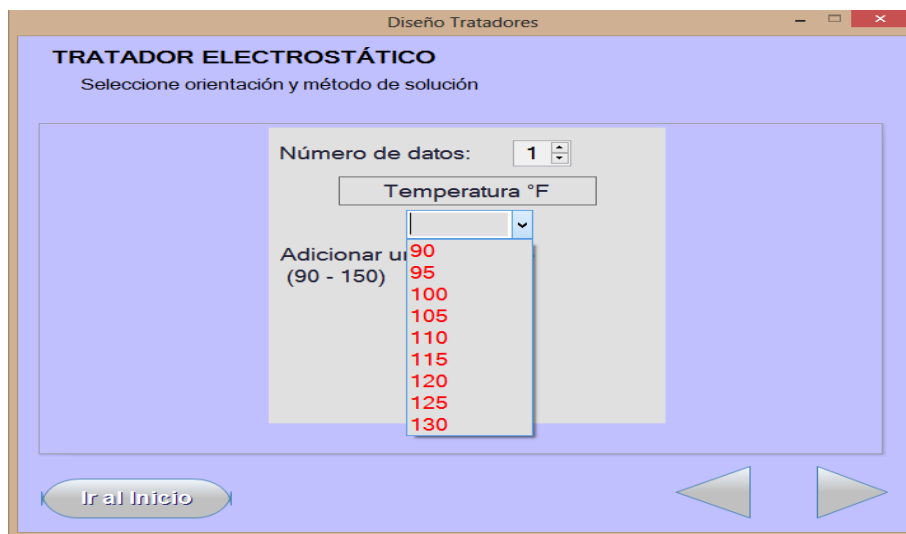 Diseño Tratadores
TRATADOR ELECTROSTÁTICO
Seleccione orientación y método de solución
Número de datos: 1
Temperatura °F
Adicionar
(90 - 150)
90
95
100
105
110
115
120
125
130
Ir al Inicio